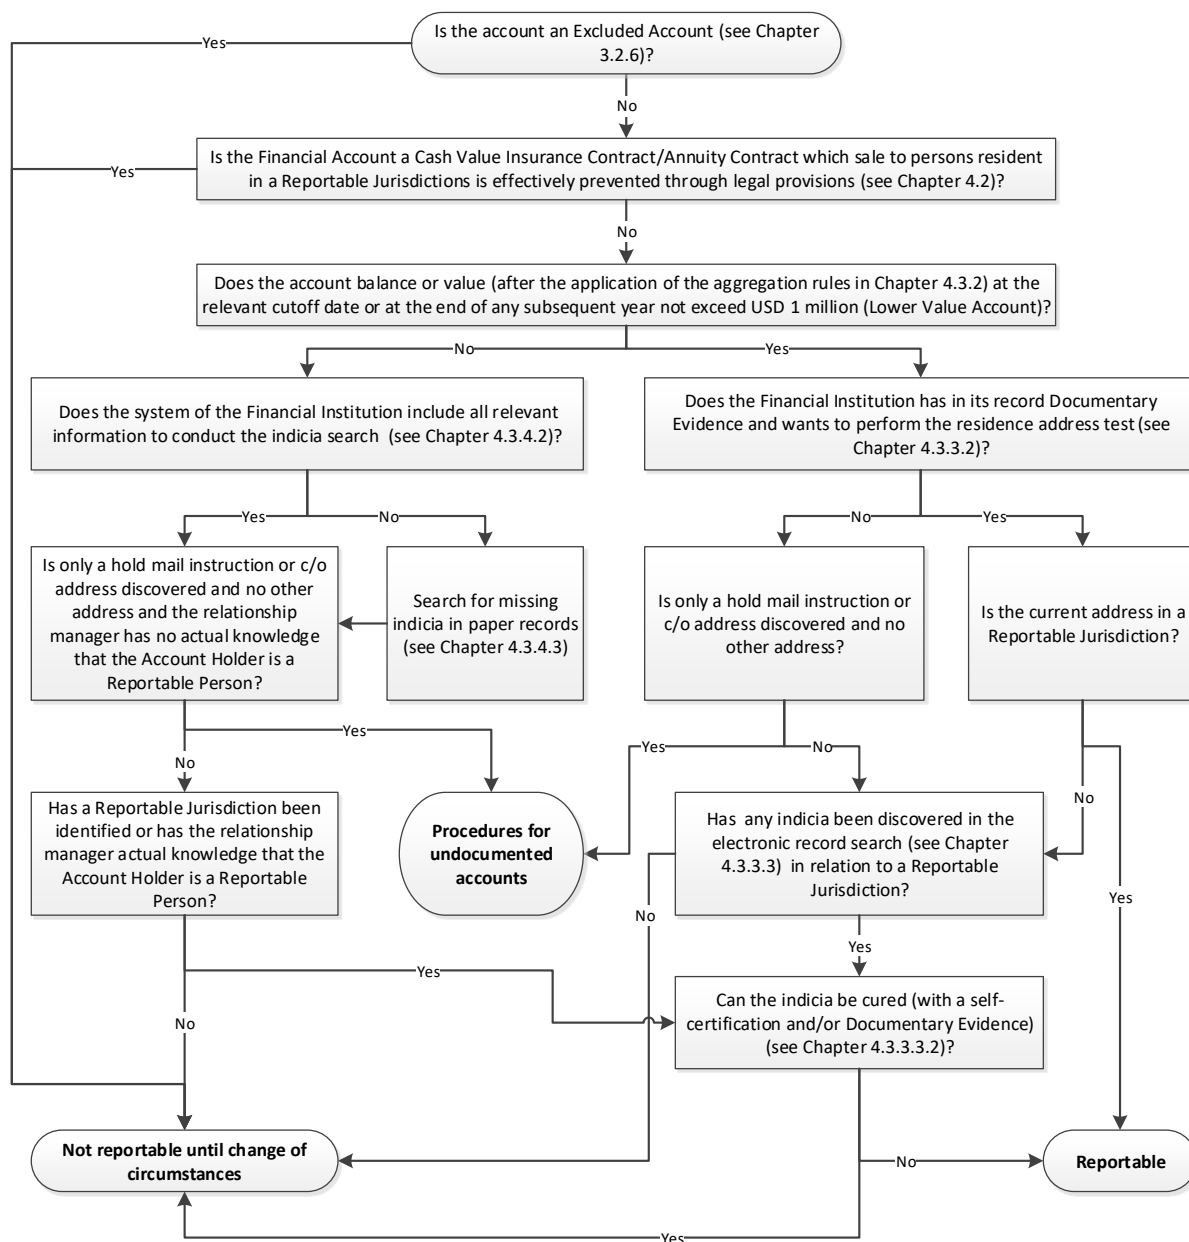 Is the account an Excluded Account (see Chapter
3.2.6)?
Yes
No
Is the Financial Account a Cash Value Insurance Contract/Annuity Contract which sale to persons resident
in a Reportable Jurisdictions is effectively prevented through legal provisions (see Chapter 4.2)?
Yes
No
Does the account balance or value (after the application of the aggregation rules in Chapter 4.3.2) at the
relevant cutoff date or at the end of any subsequent year not exceed USD 1 million (Lower Value Account)?
No
Yes
Does the system of the Financial Institution include all relevant
information to conduct the indicia search (see Chapter 4.3.4.2)?
Does the Financial Institution has in its record Documentary
Evidence and wants to perform the residence address test (see
Chapter 4.3.3.2)?
Yes
No
No
Yes
Is only a hold mail instruction or c/o
address discovered and no other
address and the relationship
manager has no actual knowledge
that the Account Holder is a
Reportable Person?
Search for missing
indicia in paper records
(see Chapter 4.3.4.3)
Is only a hold mail instruction or
c/o address discovered and no
other address?
Is the current address in a
Reportable Jurisdiction?
Yes
No
Yes
No
No
Yes
Has a Reportable Jurisdiction been
identified or has the relationship
manager actual knowledge that the
Account Holder is a Reportable
Person?
Procedures for
undocumented
accounts
Has any indicia been discovered in the
electronic record search (see Chapter
4.3.3.3) in relation to a Reportable
Jurisdiction?
No
Yes
Yes
No
Can the indicia be cured (with a self-
certification and/or Documentary Evidence)
(see Chapter 4.3.3.3.2)?
Not reportable until change of
circumstances
No
Reportable
Yes